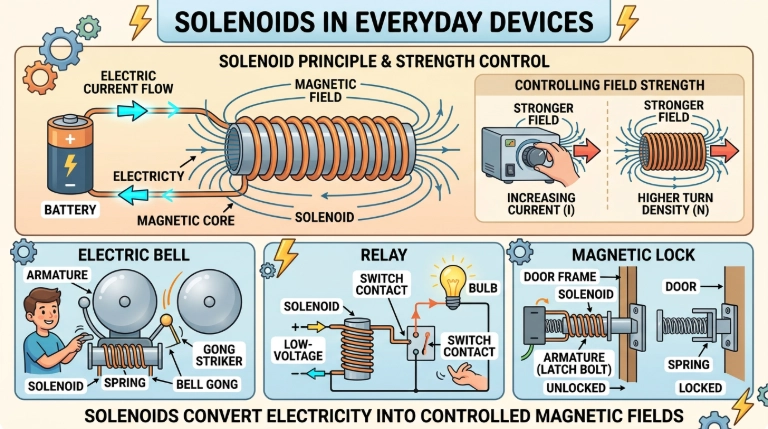 SOLENOIDS IN EVERYDAY DEVICES
SOLENOID PRINCIPLE & STRENGTH CONTROL
ELECTRIC
CURRENT FLOW
MAGNETIC
FIELD
+
-
BATTERY
ELECTRICTY
MAGNETIC CORE
SOLENOID
CONTROLLING FIELD STRENGTH
STRONGER
FIELD
INCREASING
CURRENT (I)
STRONGER
FIELD
HIGHER TURN
DENSITY (N)
ELECTRIC BELL
ARMATURE
GONG
STRIKER
SOLENOID
SPRING
BELL GONG
RELAY
SWITCH
CONTACT
BULB
SOLENOID
+
LOW-
VOLTAGE
-
SWITCH
CONTACT
MAGNETIC LOCK
DOOR FRAME
SOLENOID
DOOR
ARMATURE
(LATCH BOLT)
SPRING
UNLOCKED
LOCKED
SOLENOIDS CONVERT ELECTRICITY INTO CONTROLLED MAGNETIC FIELDS